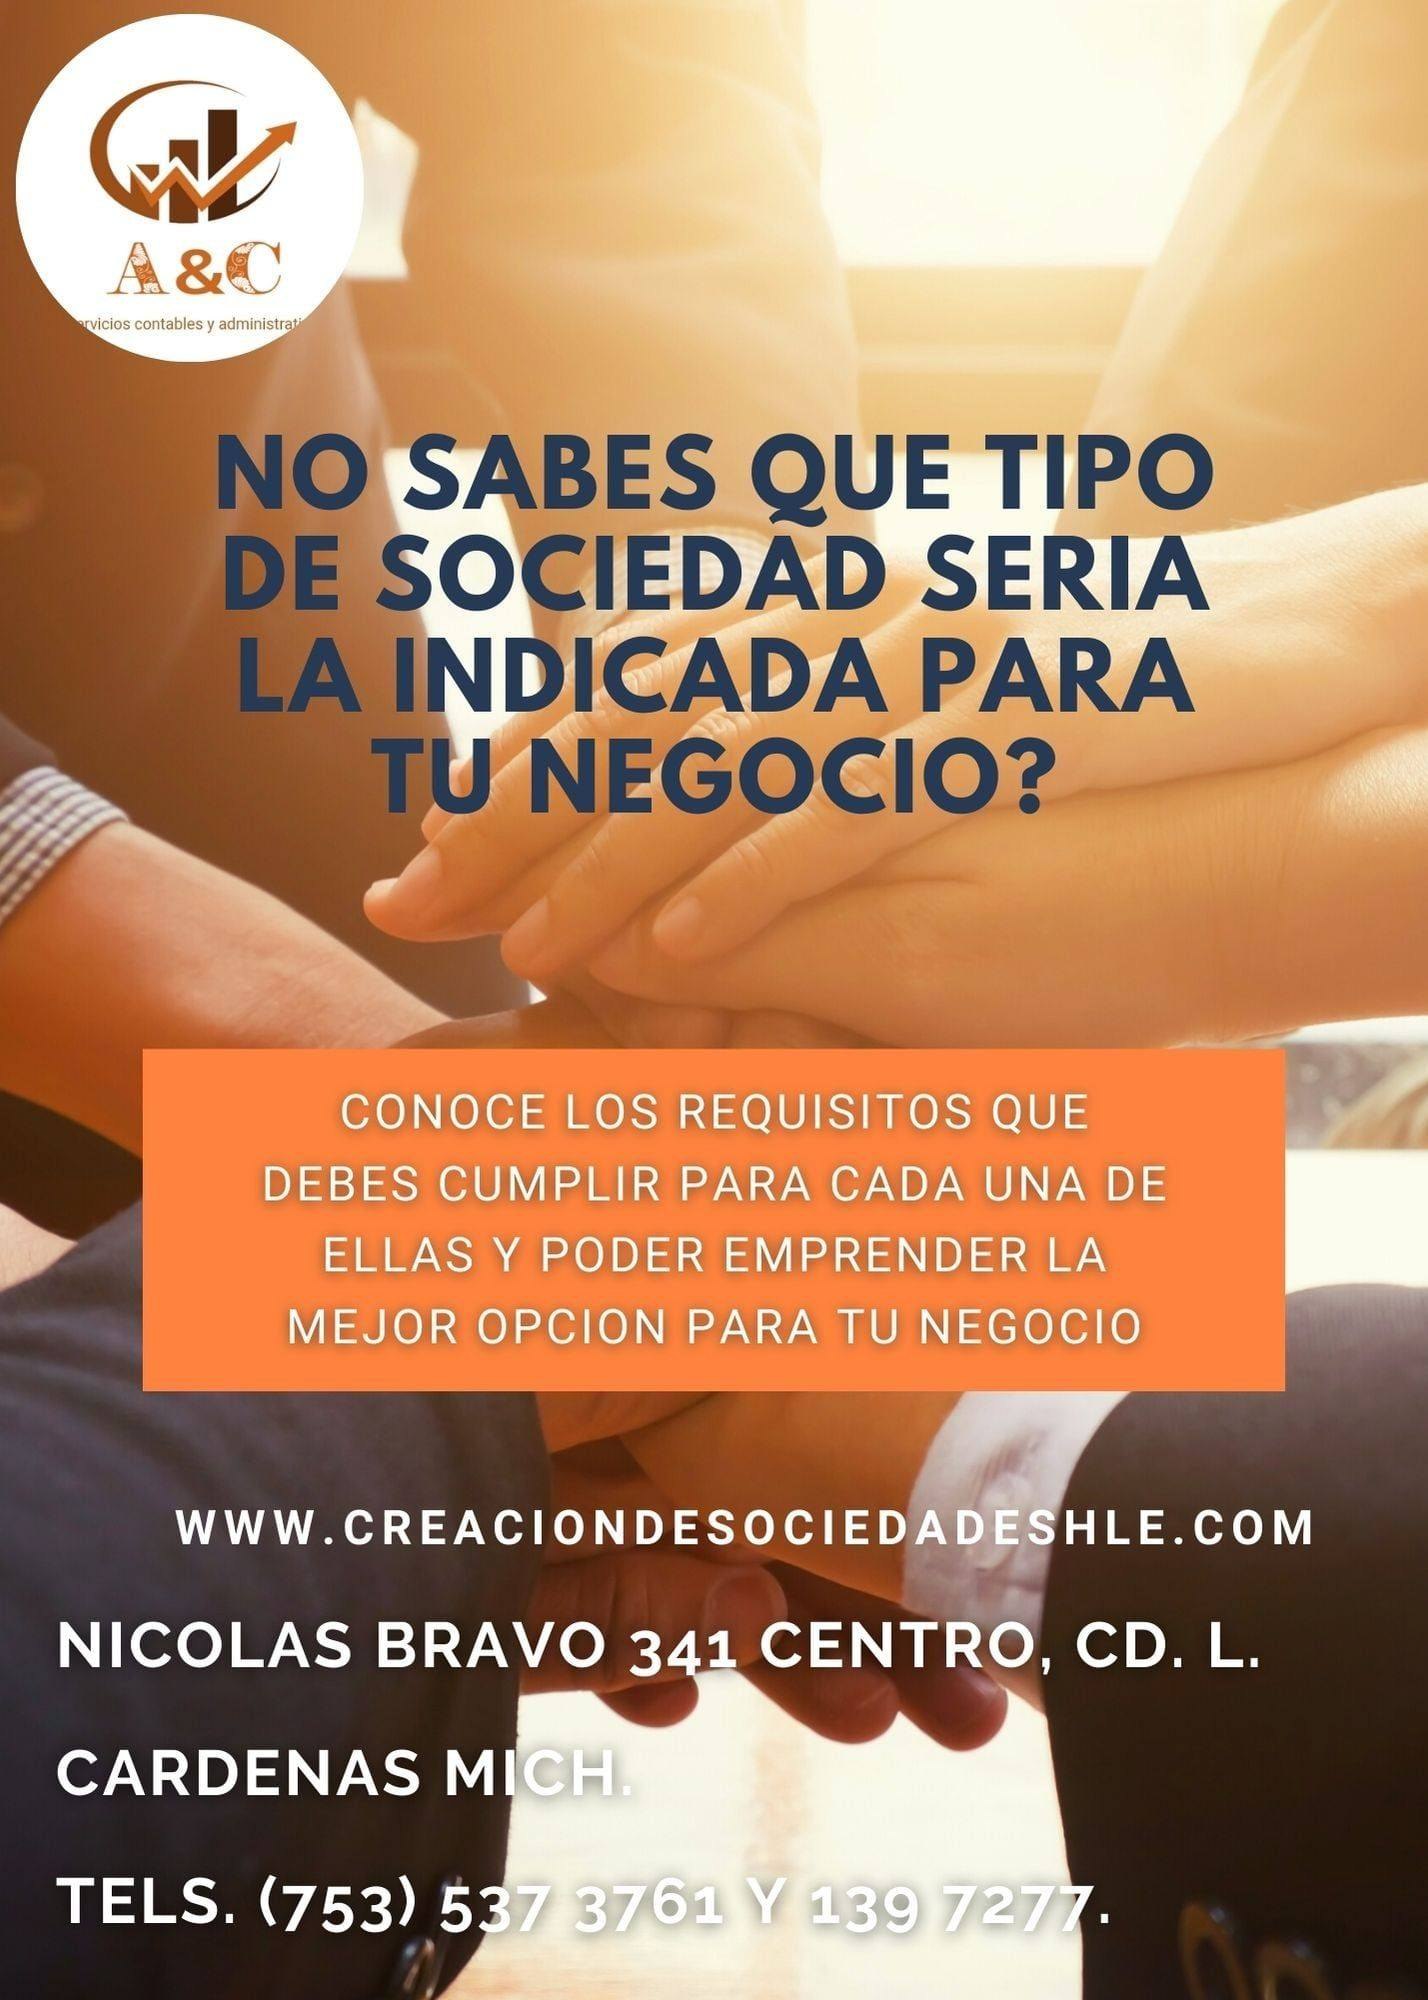 A&C
contables y
NO SABES QUE TIPO
DE SOCIEDAD SERIA
LA INDICADA PARA
TU NEGOCIO?
CONOCE LOS REQUISITOS QUE
DEBES CUMPLIR PARA CADA UNA DE
ELLAS Y PODER EMPRENDER LA
MEJOR OPCION PARA TU NEGOCIO
WWW.CREACIONDESOCIEDADESHLE.COM
NICOLAS BRAVO 341 CENTRO, CD. L.
CARDENAS MICH.
TELS. (753) 537 3761 Y 139 7277.